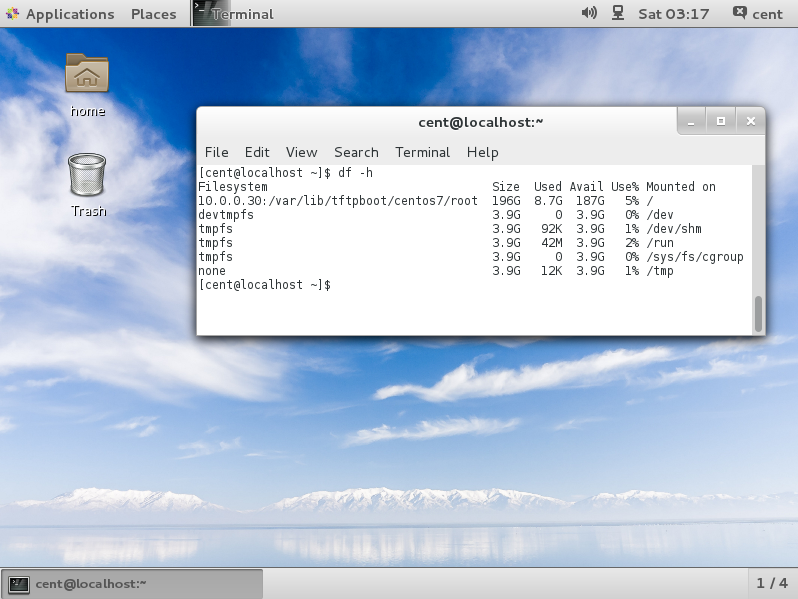 Applications Places Terminal Sat 03:17 cent
home
Trash
cent@localhost:~
File Edit View Search Terminal Help
[cent@localhost ~]$ df -h
Filesystem Size Used Avail Use% Mounted on
10.0.0.30:/var/lib/tftpboot/centos7/root 196G 8.7G 187G 5% /
devtmpfs 3.9G 0 3.9G 0% /dev
tmpfs 3.9G 92K 3.9G 1% /dev/shm
tmpfs 3.9G 42M 3.9G 2% /run
tmpfs 3.9G 0 3.9G 0% /sys/fs/cgroup
none 3.9G 12K 3.9G 1% /tmp
[cent@localhost ~]$
cent@localhost:~ 1 / 4